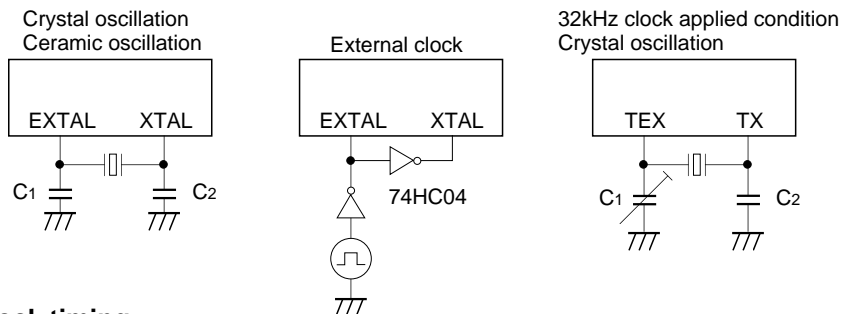 Crystal oscillation
Ceramic oscillation
EXTAL XTAL
C1 C2
External clock
EXTAL XTAL
74HC04
32kHz clock applied condition
Crystal oscillation
TEX TX
C1 C2
timing